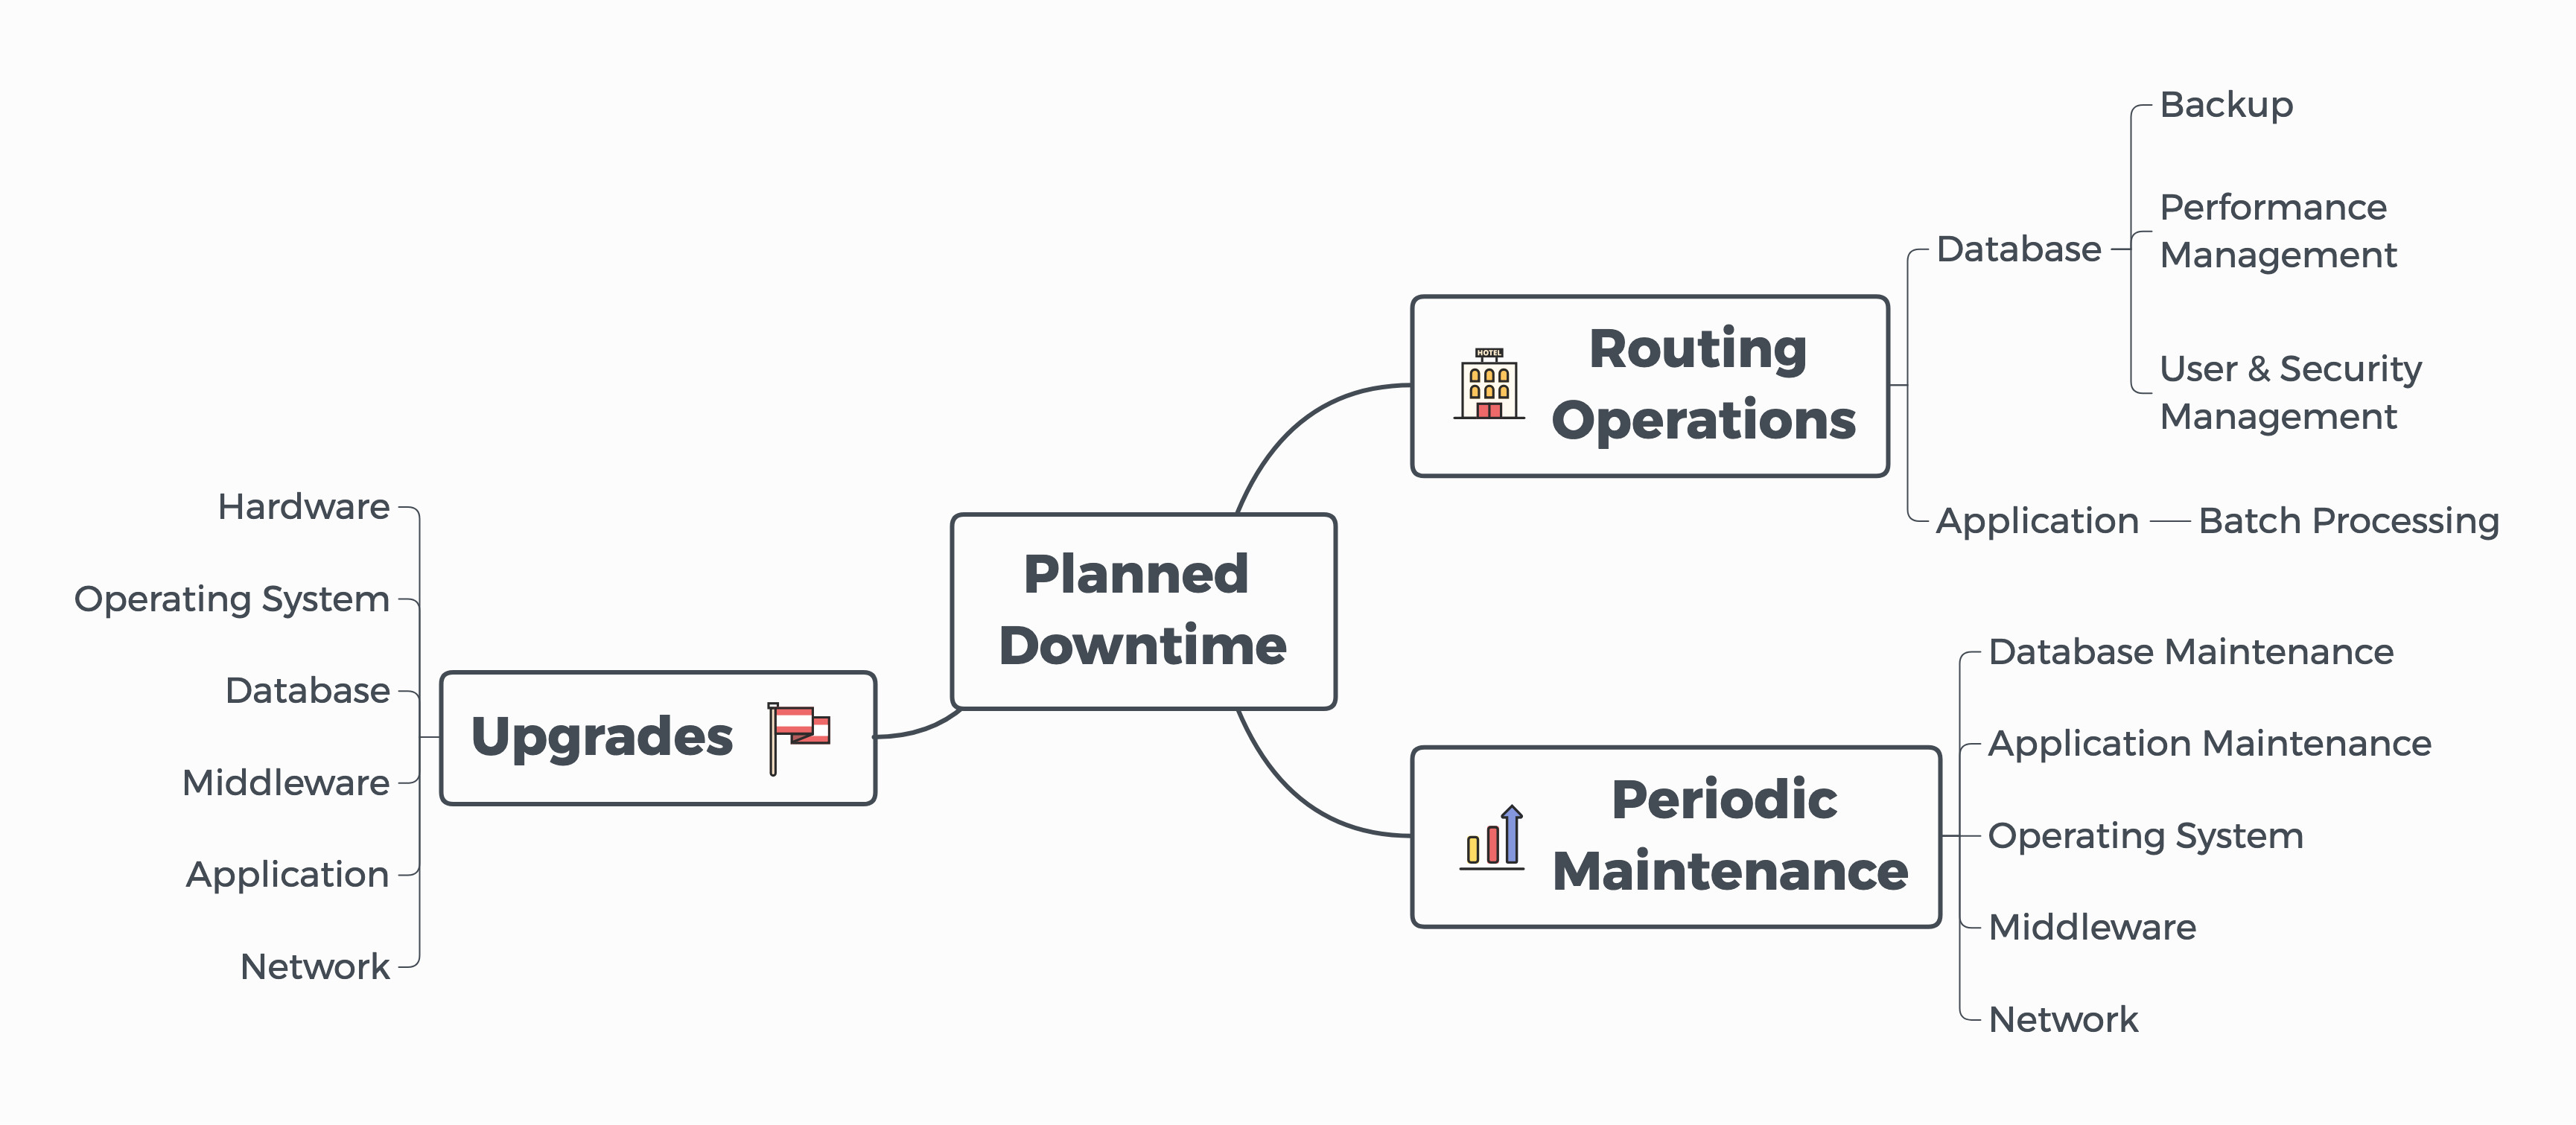 Planned
Downtime
HOTEL
Routing
Operations
Database
Backup
Performance
Management
User & Security
Management
Application
Batch Processing
Periodic
Maintenance
Database Maintenance
Application Maintenance
Operating System
Middleware
Network
Upgrades
Hardware
Operating System
Database
Middleware
Application
Network